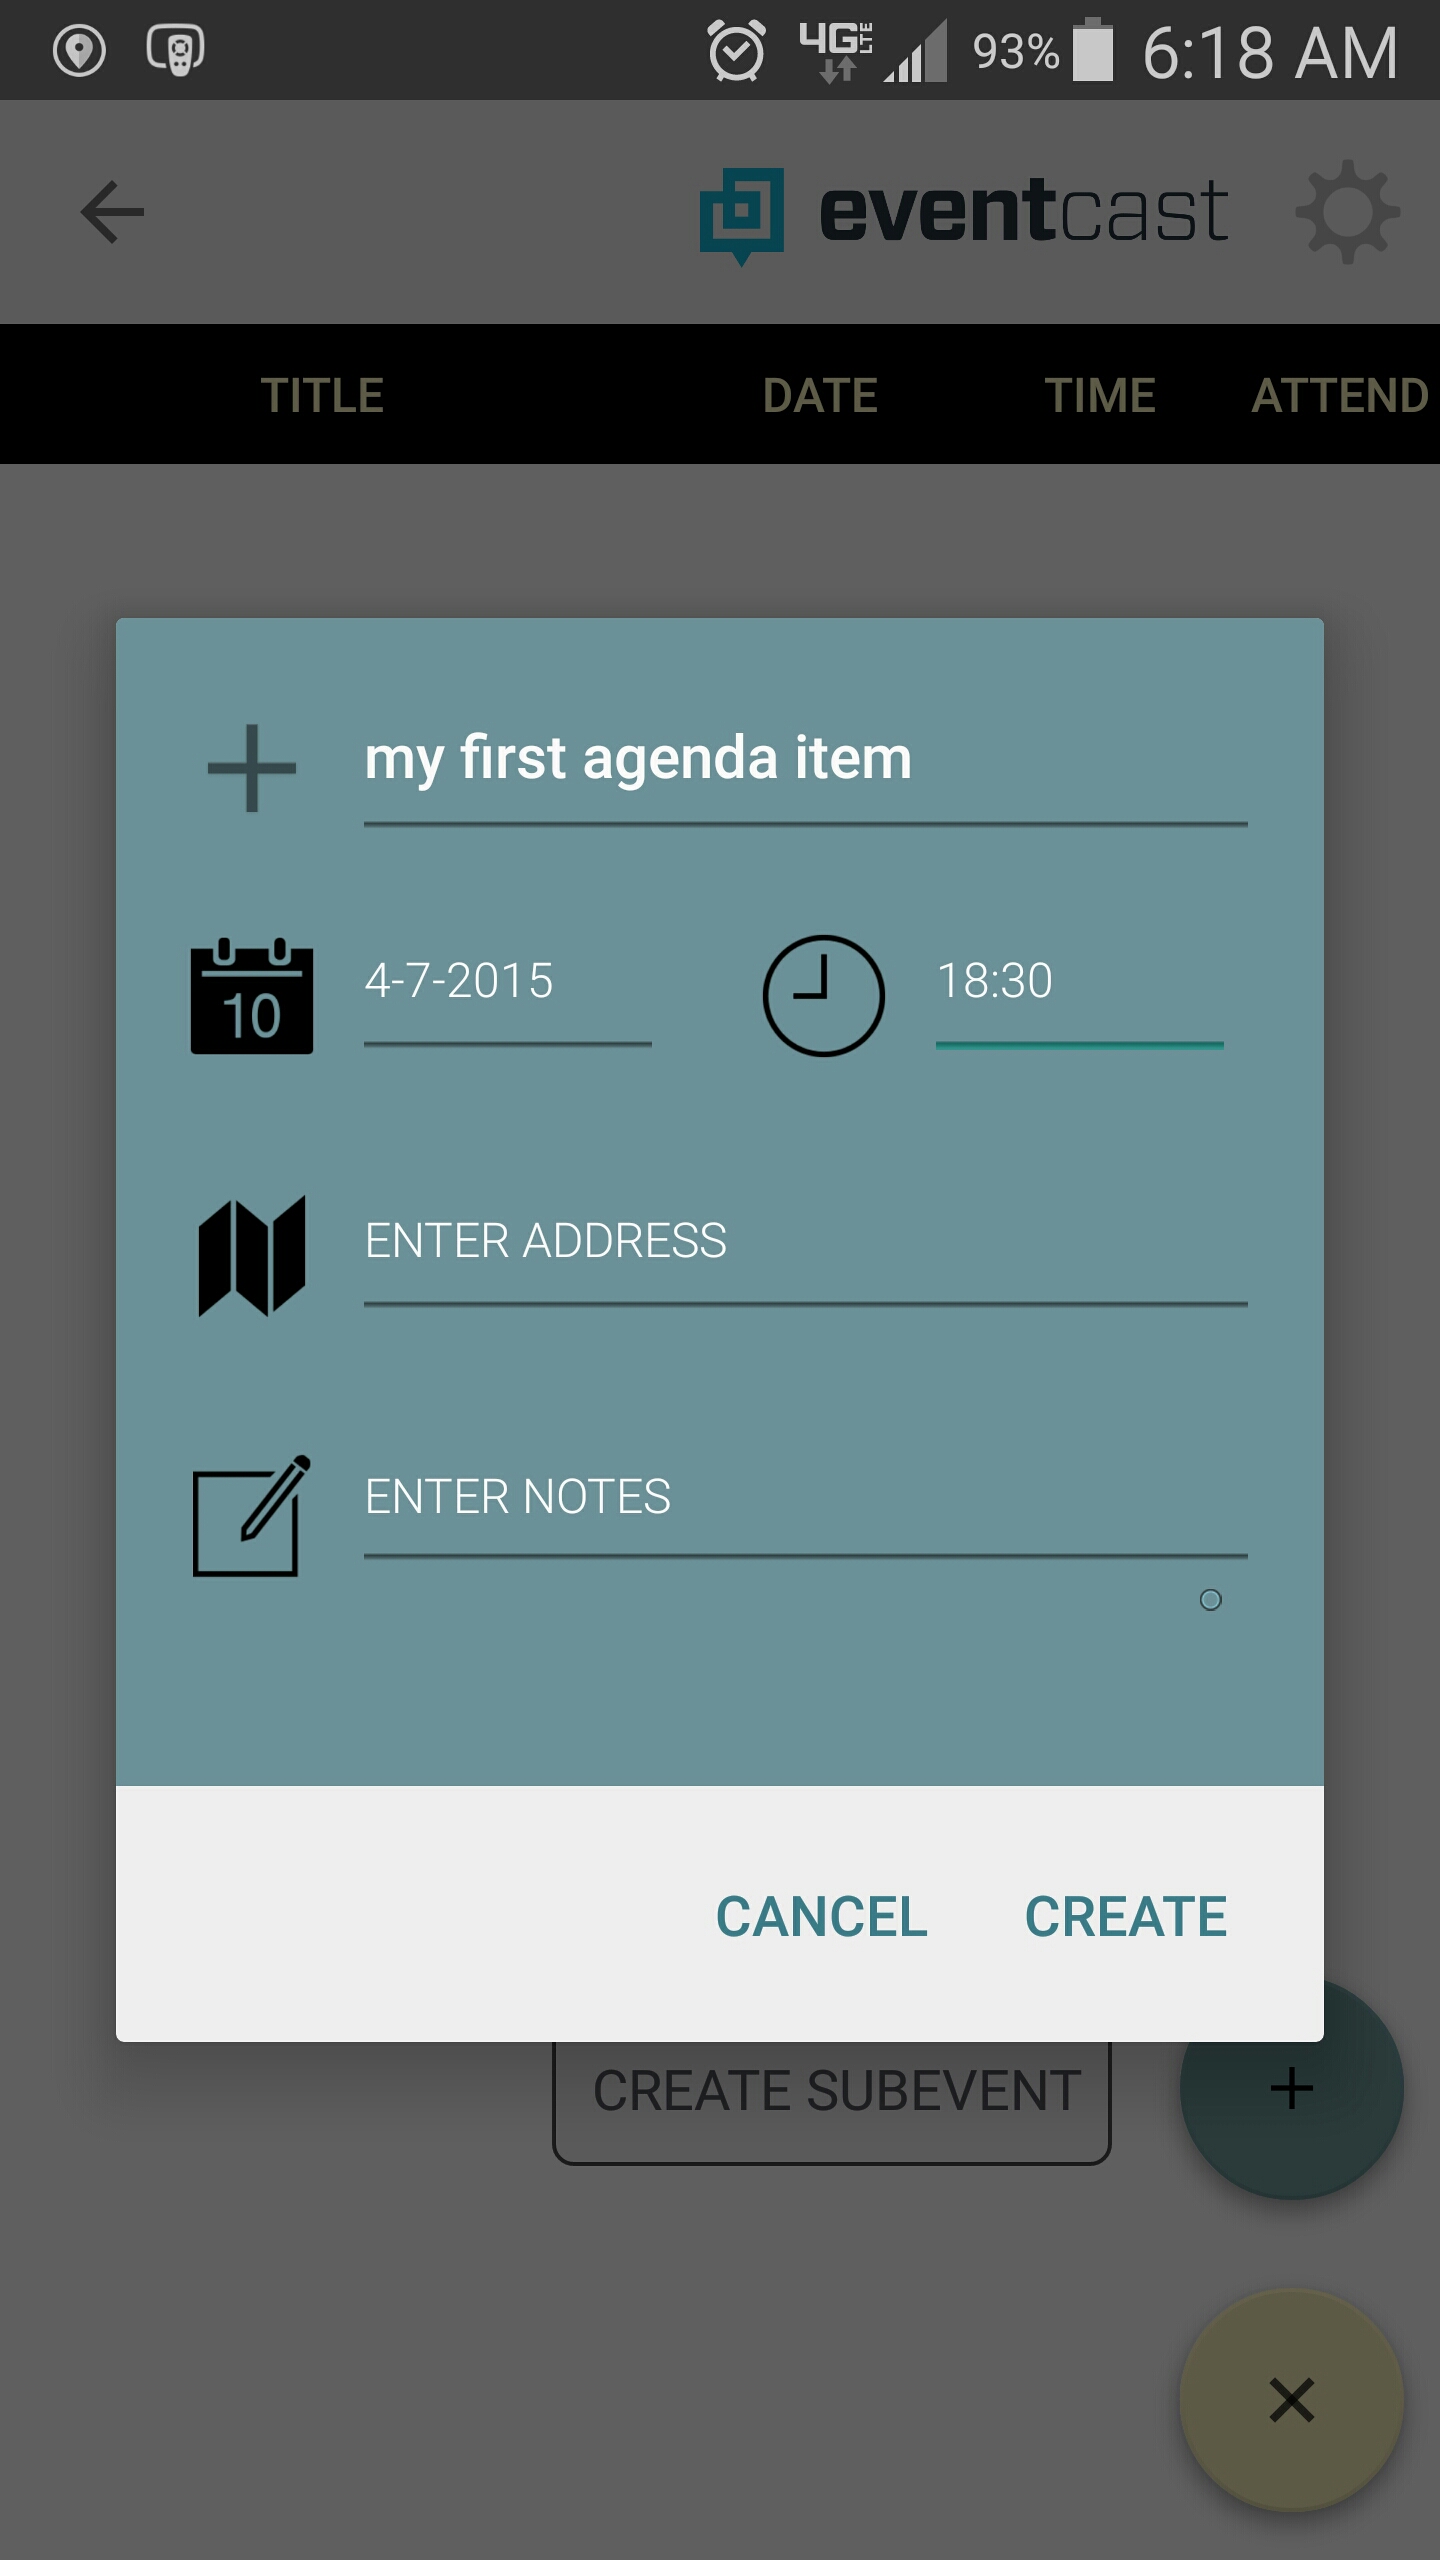 4G LTE 93% 6:18 AM
eventcast
TITLE DATE TIME ATTEND
my first agenda item
10 4-7-2015 18:30
ENTER ADDRESS
ENTER NOTES
CANCEL CREATE
CREATE SUBEVENT